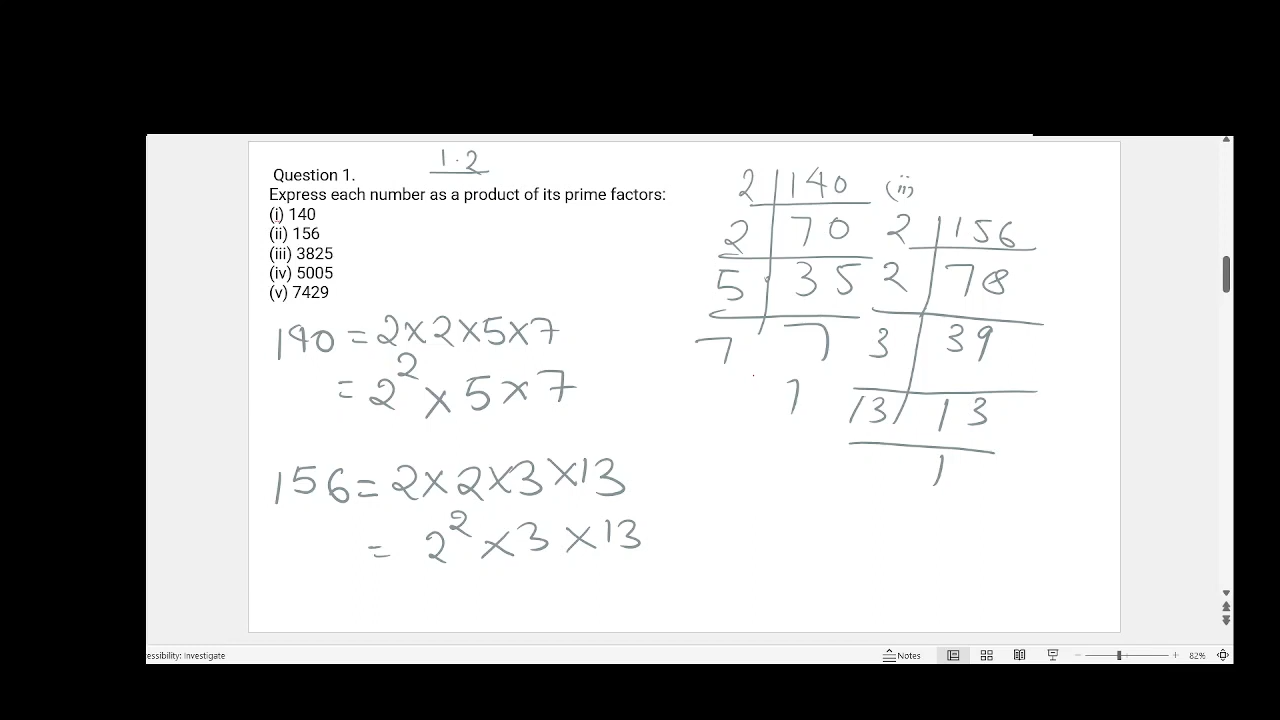 1.2
Question 1.
Express each number as a product of its prime factors:
(i) 140
(ii) 156
(iii) 3825
(iv) 5005
(v) 7429
140 = 2×2×5×7
= 2² × 5 × 7
156 = 2×2×3×13
= 2² × 3 × 13
2 | 140
2 | 70
5 | 35
7 7
1
(ii)
2 | 156
2 | 78
3 | 39
13 | 13
1
essibility: Investigate
Notes
82%